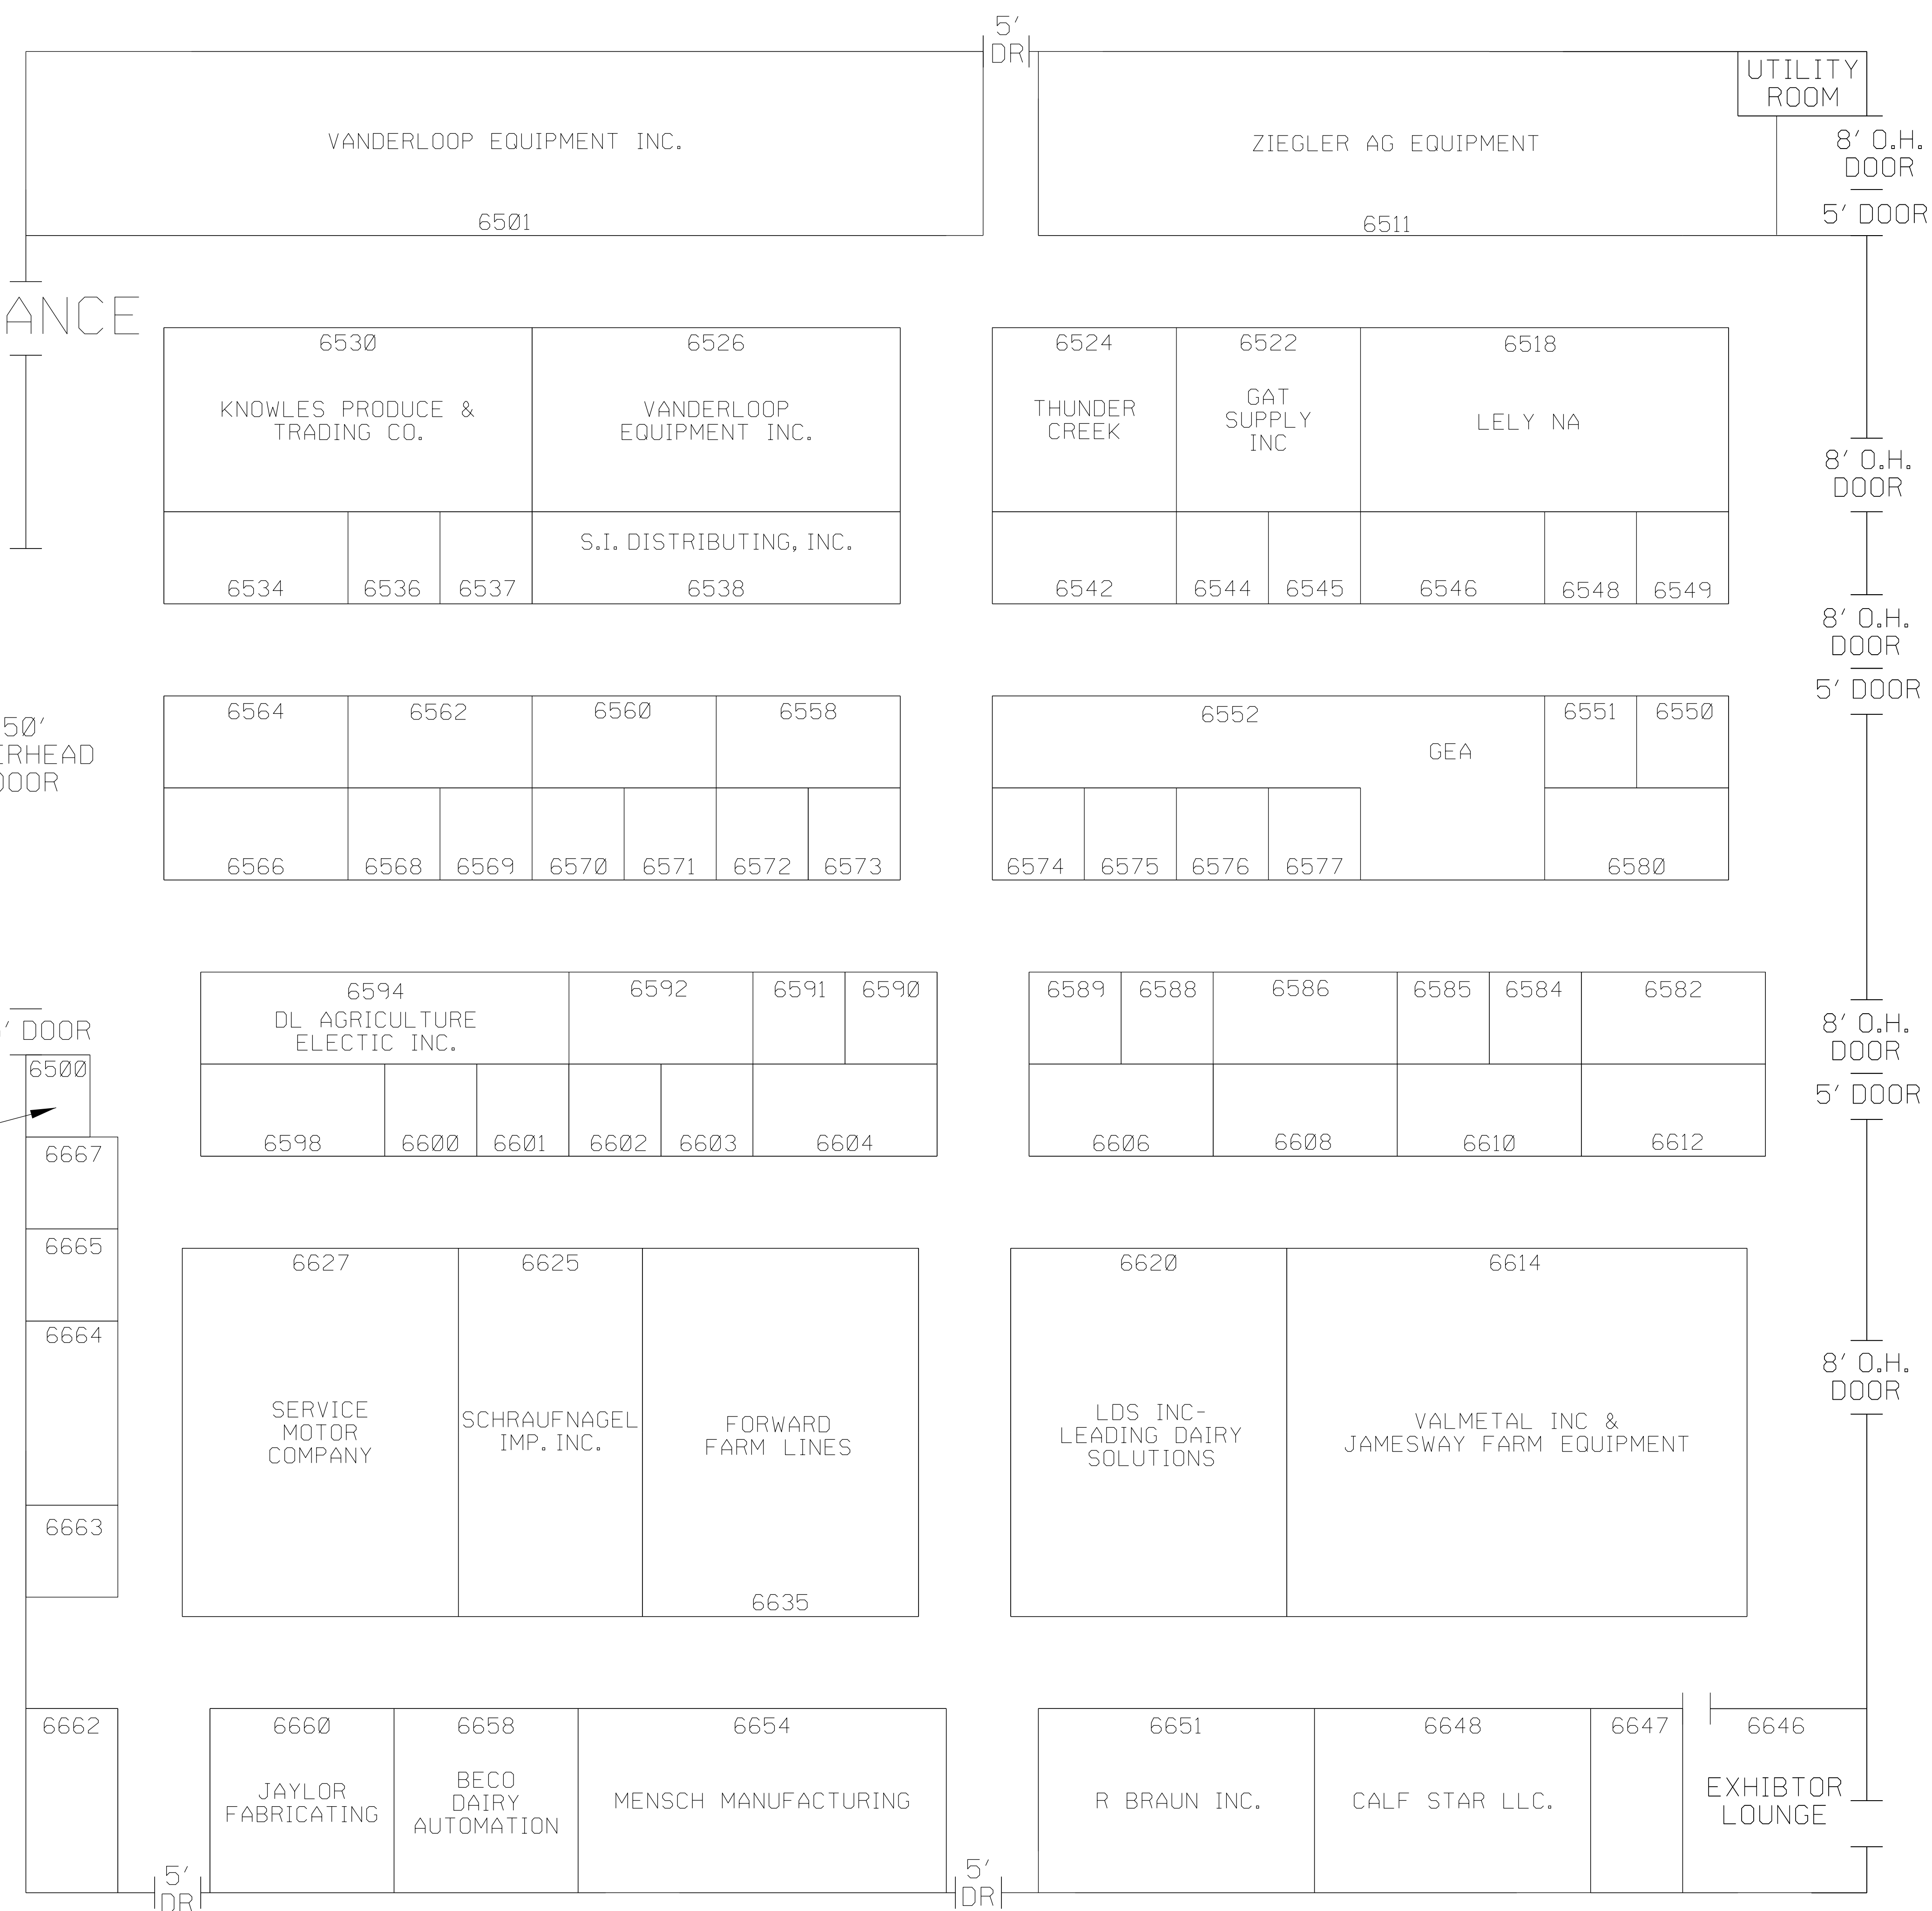 5'
DR
UTILITY
ROOM
VANDERLOOP EQUIPMENT INC.
ZIEGLER AG EQUIPMENT
8' O.H.
DOOR
5' DOOR
6501
6511
ANCE
6530
6526
6524
6522
6518
KNOWLES PRODUCE &
TRADING CO.
VANDERLOOP
EQUIPMENT INC.
THUNDER
CREEK
GAT
SUPPLY
INC
LELY NA
8' O.H.
DOOR
S.I. DISTRIBUTING, INC.
6534
6536
6537
6538
6542
6544
6545
6546
6548
6549
8' O.H.
DOOR
5' DOOR
50'
ERHEAD
DOOR
6564
6562
6560
6558
6552
6551
6550
GEA
6566
6568
6569
6570
6571
6572
6573
6574
6575
6576
6577
6580
6594
DL AGRICULTURE
ELECTIC INC.
6592
6591
6590
6589
6588
6586
6585
6584
6582
8' O.H.
DOOR
5' DOOR
' DOOR
6500
6598
6600
6601
6602
6603
6604
6606
6608
6610
6612
6667
6665
6664
6663
6627
6625
6620
6614
SERVICE
MOTOR
COMPANY
SCHRAUFNAGEL
IMP. INC.
FORWARD
FARM LINES
LDS INC-
LEADING DAIRY
SOLUTIONS
VALMETAL INC &
JAMESWAY FARM EQUIPMENT
8' O.H.
DOOR
6635
6662
6660
6658
6654
6651
6648
6647
6646
JAYLOR
FABRICATING
BECO
DAIRY
AUTOMATION
MENSCH MANUFACTURING
R BRAUN INC.
CALF STAR LLC.
EXHIBTOR
LOUNGE
5'
DR
5'
DR